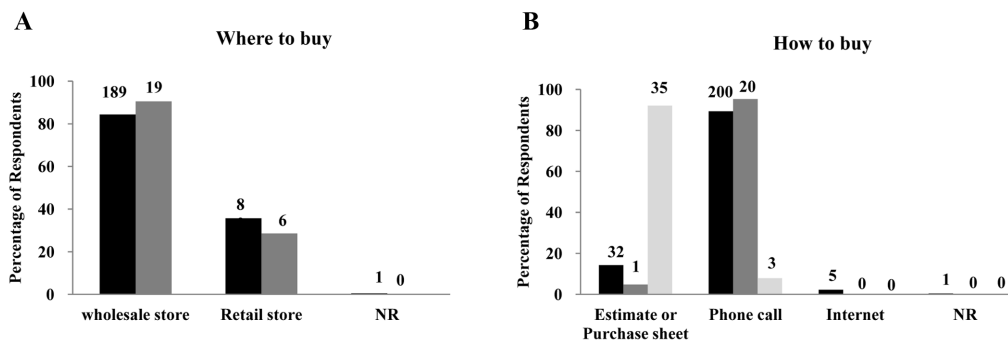 A
Where to buy
Percentage of Respondents
100
80
60
40
20
0
189
19
8
6
1
0
wholesale store
Retail store
NR
B
How to buy
Percentage of Respondents
100
80
60
40
20
0
32
1
35
200
20
3
5
0
0
1
0
0
Estimate or
Purchase sheet
Phone call
Internet
NR